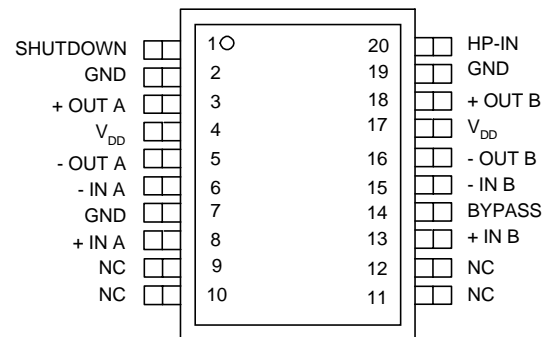 SHUTDOWN 1 20 HP-IN
GND 2 19 GND
+ OUT A 3 18 + OUT B
VDD 4 17 VDD
- OUT A 5 16 - OUT B
- IN A 6 15 - IN B
GND 7 14 BYPASS
+ IN A 8 13 + IN B
NC 9 12 NC
NC 10 11 NC